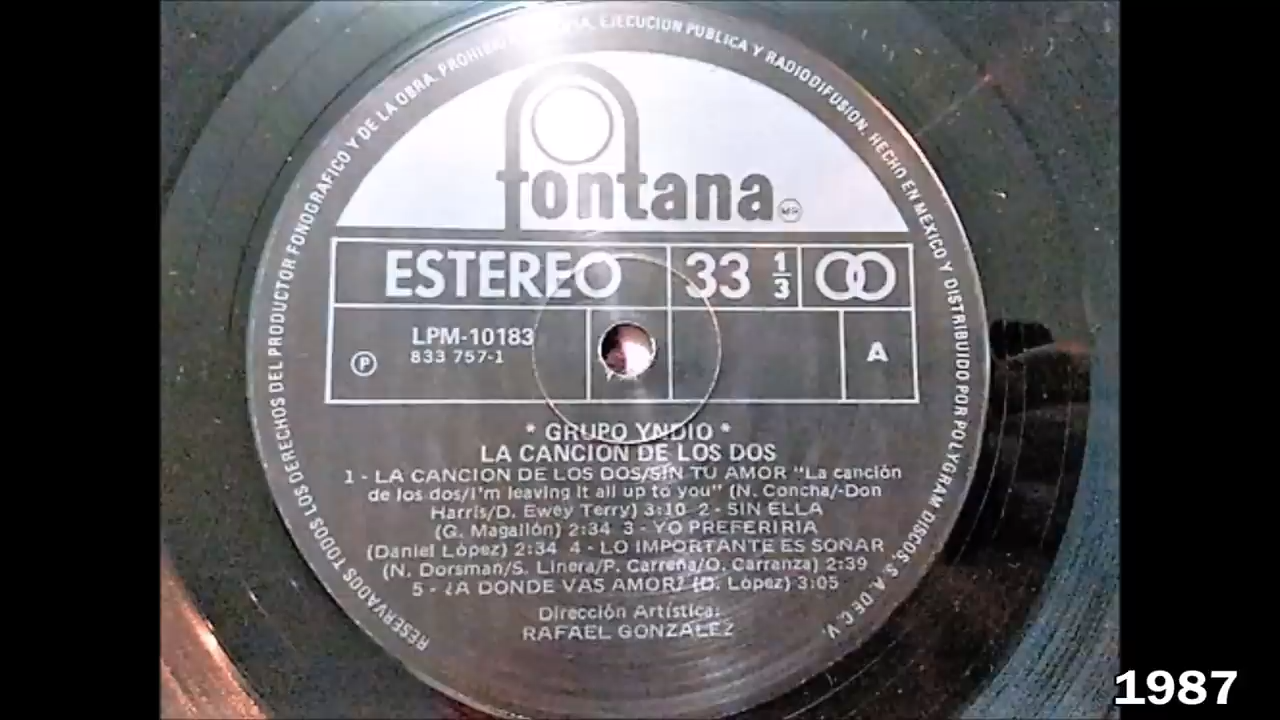 RESERVADOS TODOS LOS DERECHOS DEL PRODUCTOR FONOGRAFICO Y DE LA OBRA. EJECUCION PUBLICA Y RADIODIFUSION. HECHO EN MEXICO Y DISTRIBUIDO POR POLYGRAM DISCOS, S.A. DE C.V.
fontana MR
ESTEREO 33 1/3
LPM-10183
℗ 833 757-1 A
* GRUPO YNDIO *
LA CANCION DE LOS DOS
1 - LA CANCION DE LOS DOS/SIN TU AMOR "La canción
de los dos/I'm leaving it all up to you" (N. Concha/-Don
Harris/D. Ewey Terry) 3:10 2 - SIN ELLA
(G. Magallón) 2:34 3 - YO PREFERIRIA
(Daniel López) 2:34 4 - LO IMPORTANTE ES SOÑAR
(N. Dorsman/S. Linera/P. Carreña/O. Carranza) 2:39
5 - ¿A DONDE VAS AMOR? (D. López) 3:05
Dirección Artística:
RAFAEL GONZALEZ
1987